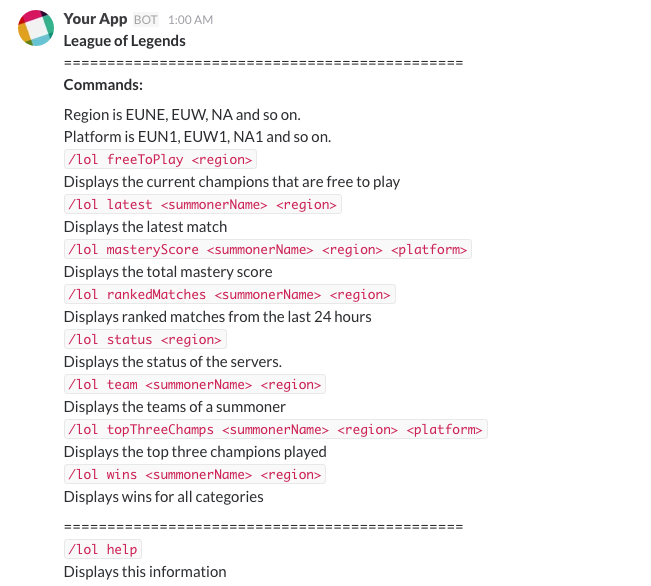 Your App BOT 1:00 AM
League of Legends
==============================================
Commands:
Region is EUNE, EUW, NA and so on.
Platform is EUN1, EUW1, NA1 and so on.
/lol freeToPlay <region>
Displays the current champions that are free to play
/lol latest <summonerName> <region>
Displays the latest match
/lol masteryScore <summonerName> <region> <platform>
Displays the total mastery score
/lol rankedMatches <summonerName> <region>
Displays ranked matches from the last 24 hours
/lol status <region>
Displays the status of the servers.
/lol team <summonerName> <region>
Displays the teams of a summoner
/lol topThreeChamps <summonerName> <region> <platform>
Displays the top three champions played
/lol wins <summonerName> <region>
Displays wins for all categories
==============================================
/lol help
Displays this information